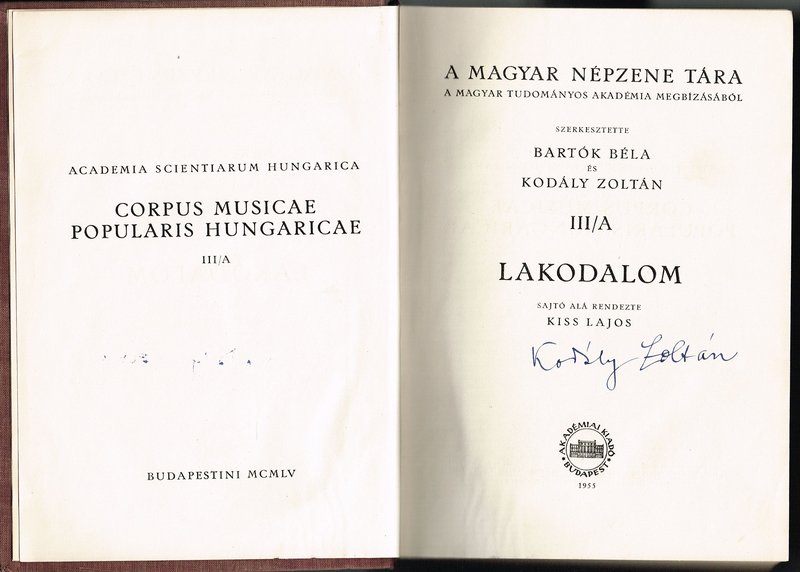 ACADEMIA SCIENTIARUM HUNGARICA
CORPUS MUSICAE
POPULARIS HUNGARICAE
III/A
BUDAPESTINI MCMLV
A MAGYAR NÉPZENE TÁRA
A MAGYAR TUDOMÁNYOS AKADÉMIA MEGBÍZÁSÁBÓL
SZERKESZTETTE
BARTÓK BÉLA
ÉS
KODÁLY ZOLTÁN
III/A
LAKODALOM
SAJTÓ ALÁ RENDEZTE
KISS LAJOS
Kodály Zoltán
AKADÉMIAI KIADÓ
BUDAPEST
1955